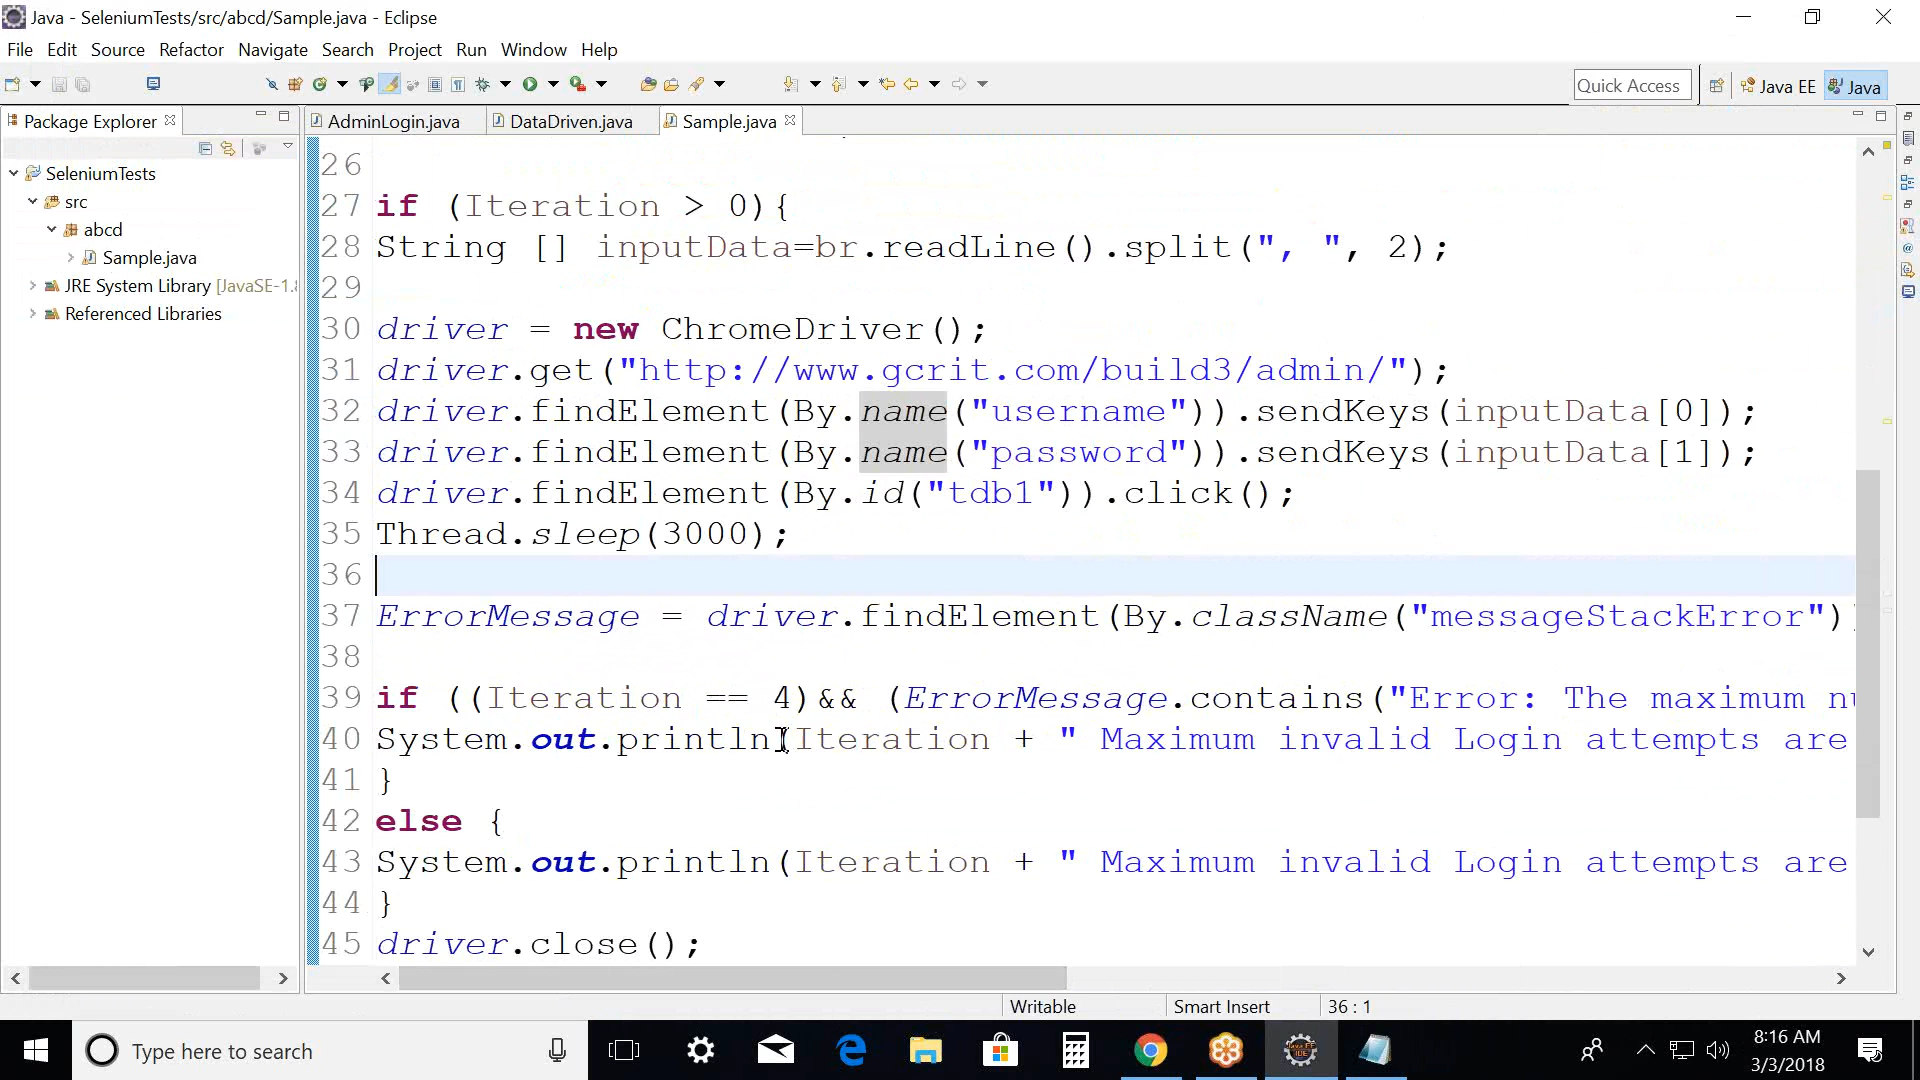 Java - SeleniumTests/src/abcd/Sample.java - Eclipse
File Edit Source Refactor Navigate Search Project Run Window Help
Quick Access
Java EE
Java
Package Explorer
AdminLogin.java
DataDriven.java
Sample.java
SeleniumTests
src
abcd
Sample.java
JRE System Library [JavaSE-1.8
Referenced Libraries
26
27 if (Iteration > 0){
28 String [] inputData=br.readLine().split(", ", 2);
29
30 driver = new ChromeDriver();
31 driver.get("http://www.gcrit.com/build3/admin/");
32 driver.findElement(By.name("username")).sendKeys(inputData[0]);
33 driver.findElement(By.name("password")).sendKeys(inputData[1]);
34 driver.findElement(By.id("tdb1")).click();
35 Thread.sleep(3000);
36
37 ErrorMessage = driver.findElement(By.className("messageStackError")
38
39 if ((Iteration == 4)&& (ErrorMessage.contains("Error: The maximum
40 System.out.println(Iteration + " Maximum invalid Login attempts are
41 }
42 else {
43 System.out.println(Iteration + " Maximum invalid Login attempts are
44 }
45 driver.close();
Writable
Smart Insert
36 : 1
Type here to search
8:16 AM
3/3/2018